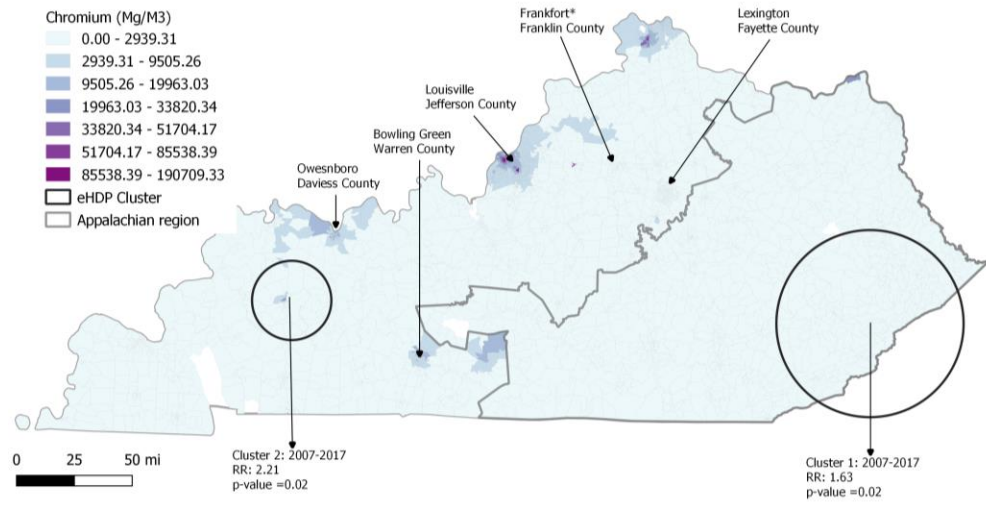 Chromium (Mg/M3)
0.00 - 2939.31
2939.31 - 9505.26
9505.26 - 19963.03
19963.03 - 33820.34
33820.34 - 51704.17
51704.17 - 85538.39
85538.39 - 190709.33
eHDP Cluster
Appalachian region
Frankfort*
Franklin County
Lexington
Fayette County
Louisville
Jefferson County
Bowling Green
Warren County
Owesnboro
Daviess County
Cluster 2: 2007-2017
RR: 2.21
p-value =0.02
Cluster 1: 2007-2017
RR: 1.63
p-value =0.02
0 25 50 mi